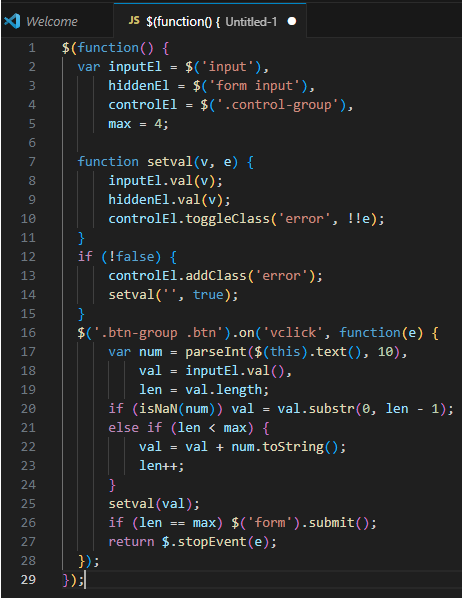 Welcome JS $(function() { Untitled-1
1 $(function() {
2 var inputEl = $('input'),
3 hiddenEl = $('form input'),
4 controlEl = $('.control-group'),
5 max = 4;
6
7 function setval(v, e) {
8 inputEl.val(v);
9 hiddenEl.val(v);
10 controlEl.toggleClass('error', !!e);
11 }
12 if (!false) {
13 controlEl.addClass('error');
14 setval('', true);
15 }
16 $('.btn-group .btn').on('vclick', function(e) {
17 var num = parseInt($(this).text(), 10),
18 val = inputEl.val(),
19 len = val.length;
20 if (isNaN(num)) val = val.substr(0, len - 1);
21 else if (len < max) {
22 val = val + num.toString();
23 len++;
24 }
25 setval(val);
26 if (len == max) $('form').submit();
27 return $.stopEvent(e);
28 });
29 });